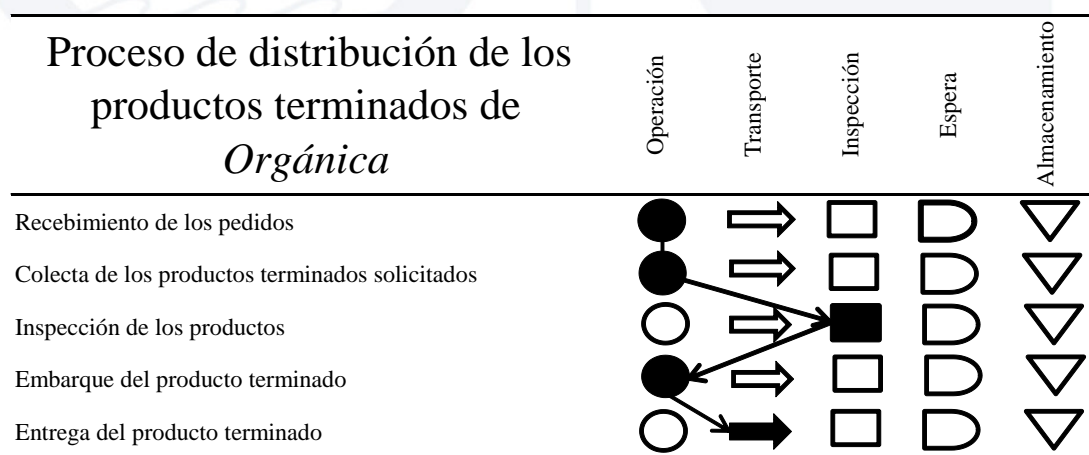 Proceso de distribución de los
productos terminados de
Orgánica
Operación
Transporte
Inspección
Espera
Almacenamiento
Recebimiento de los pedidos
Colecta de los productos terminados solicitados
Inspección de los productos
Embarque del producto terminado
Entrega del producto terminado